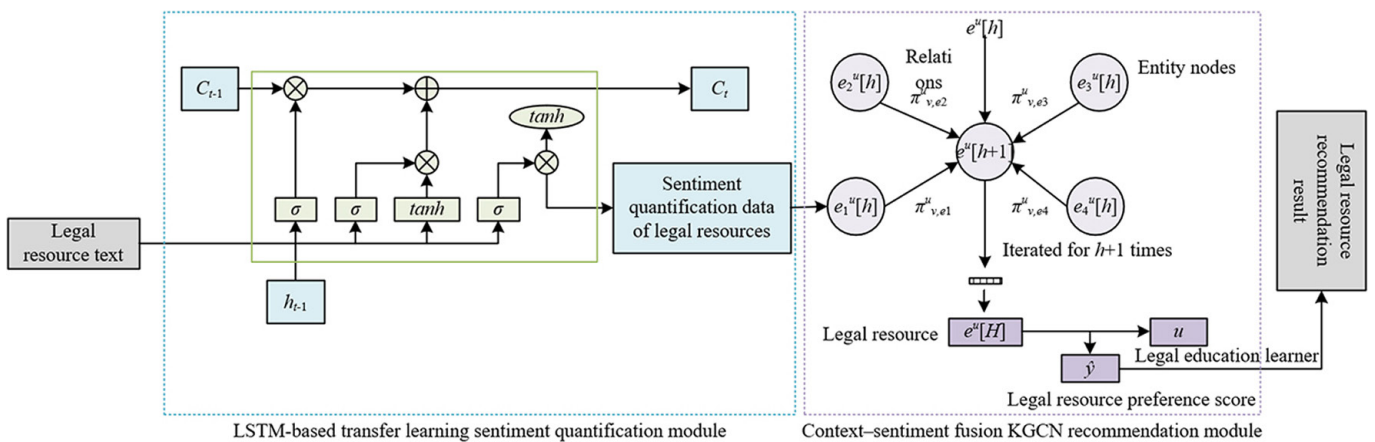 Legal
resource text
C_{t-1}
h_{t-1}
σ
σ
tanh
σ
tanh
C_t
Sentiment
quantification data
of legal resources
LSTM-based transfer learning sentiment quantification module
e^u[h]
Relati
ons
e_2^u[h]
π^u_{v,e2}
π^u_{v,e3}
e_3^u[h]
Entity nodes
e^u[h+1]
e_1^u[h]
π^u_{v,e1}
π^u_{v,e4}
e_4^u[h]
Iterated for h+1 times
Legal resource
e^u[H]
u
Legal education learner
ŷ
Legal resource preference score
Context–sentiment fusion KGCN recommendation module
Legal resource
recommendation
result